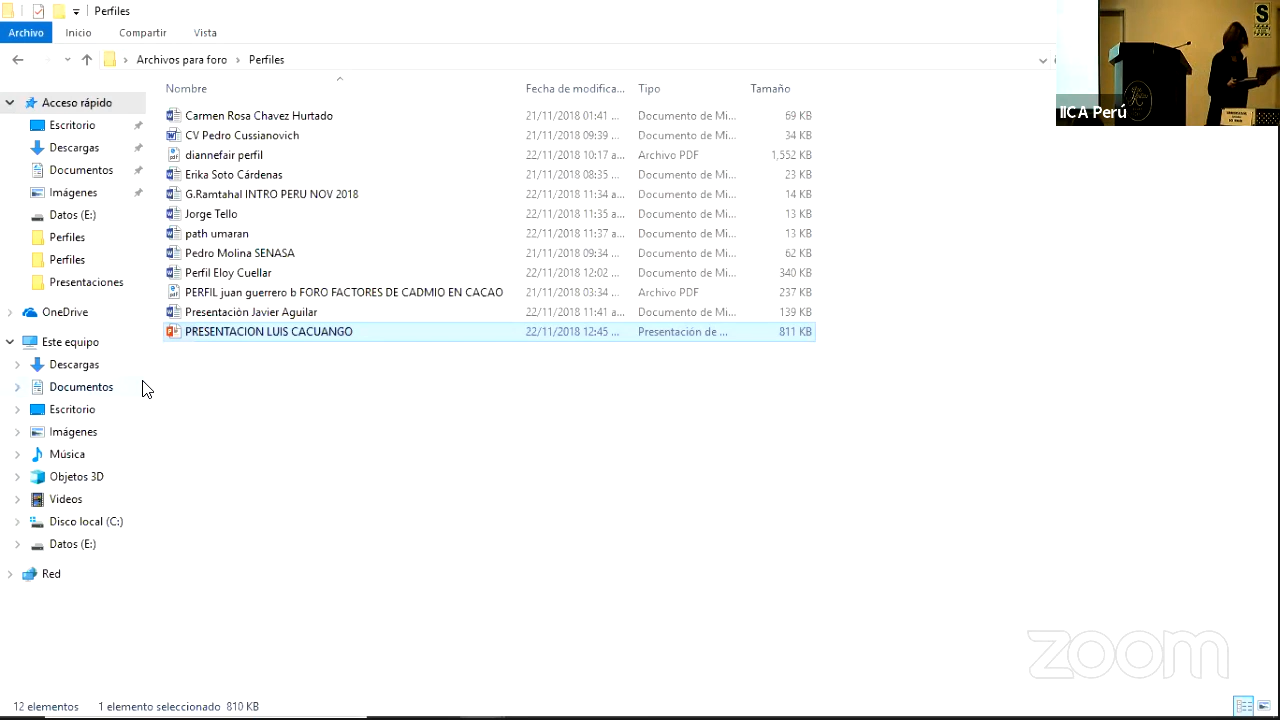 Perfiles
Archivo Inicio Compartir Vista
Archivos para foro Perfiles
Nombre Fecha de modifica... Tipo Tamaño
Acceso rápido
Escritorio
Descargas
Documentos
Imágenes
Datos (E:)
Perfiles
Perfiles
Presentaciones
OneDrive
Este equipo
Descargas
Documentos
Escritorio
Imágenes
Música
Objetos 3D
Videos
Disco local (C:)
Datos (E:)
Red
Carmen Rosa Chavez Hurtado 21/11/2018 01:41 ... Documento de Mi... 69 KB
CV Pedro Cussianovich 21/11/2018 09:39 ... Documento de Mi... 34 KB
diannefair perfil 22/11/2018 10:17 a... Archivo PDF 1,552 KB
Erika Soto Cárdenas 21/11/2018 08:35 ... Documento de Mi... 23 KB
G.Ramtahal INTRO PERU NOV 2018 22/11/2018 11:34 a... Documento de Mi... 14 KB
Jorge Tello 22/11/2018 11:35 a... Documento de Mi... 13 KB
path umaran 22/11/2018 11:37 a... Documento de Mi... 13 KB
Pedro Molina SENASA 21/11/2018 09:34 ... Documento de Mi... 62 KB
Perfil Eloy Cuellar 22/11/2018 12:02 ... Documento de Mi... 340 KB
PERFIL juan guerrero b FORO FACTORES DE CADMIO EN CACAO 21/11/2018 03:34 ... Archivo PDF 237 KB
Presentaciòn Javier Aguilar 22/11/2018 11:41 a... Documento de Mi... 139 KB
PRESENTACION LUIS CACUANGO 22/11/2018 12:45 ... Presentación de ... 811 KB
S
IICA Perú
zoom
12 elementos 1 elemento seleccionado 810 KB